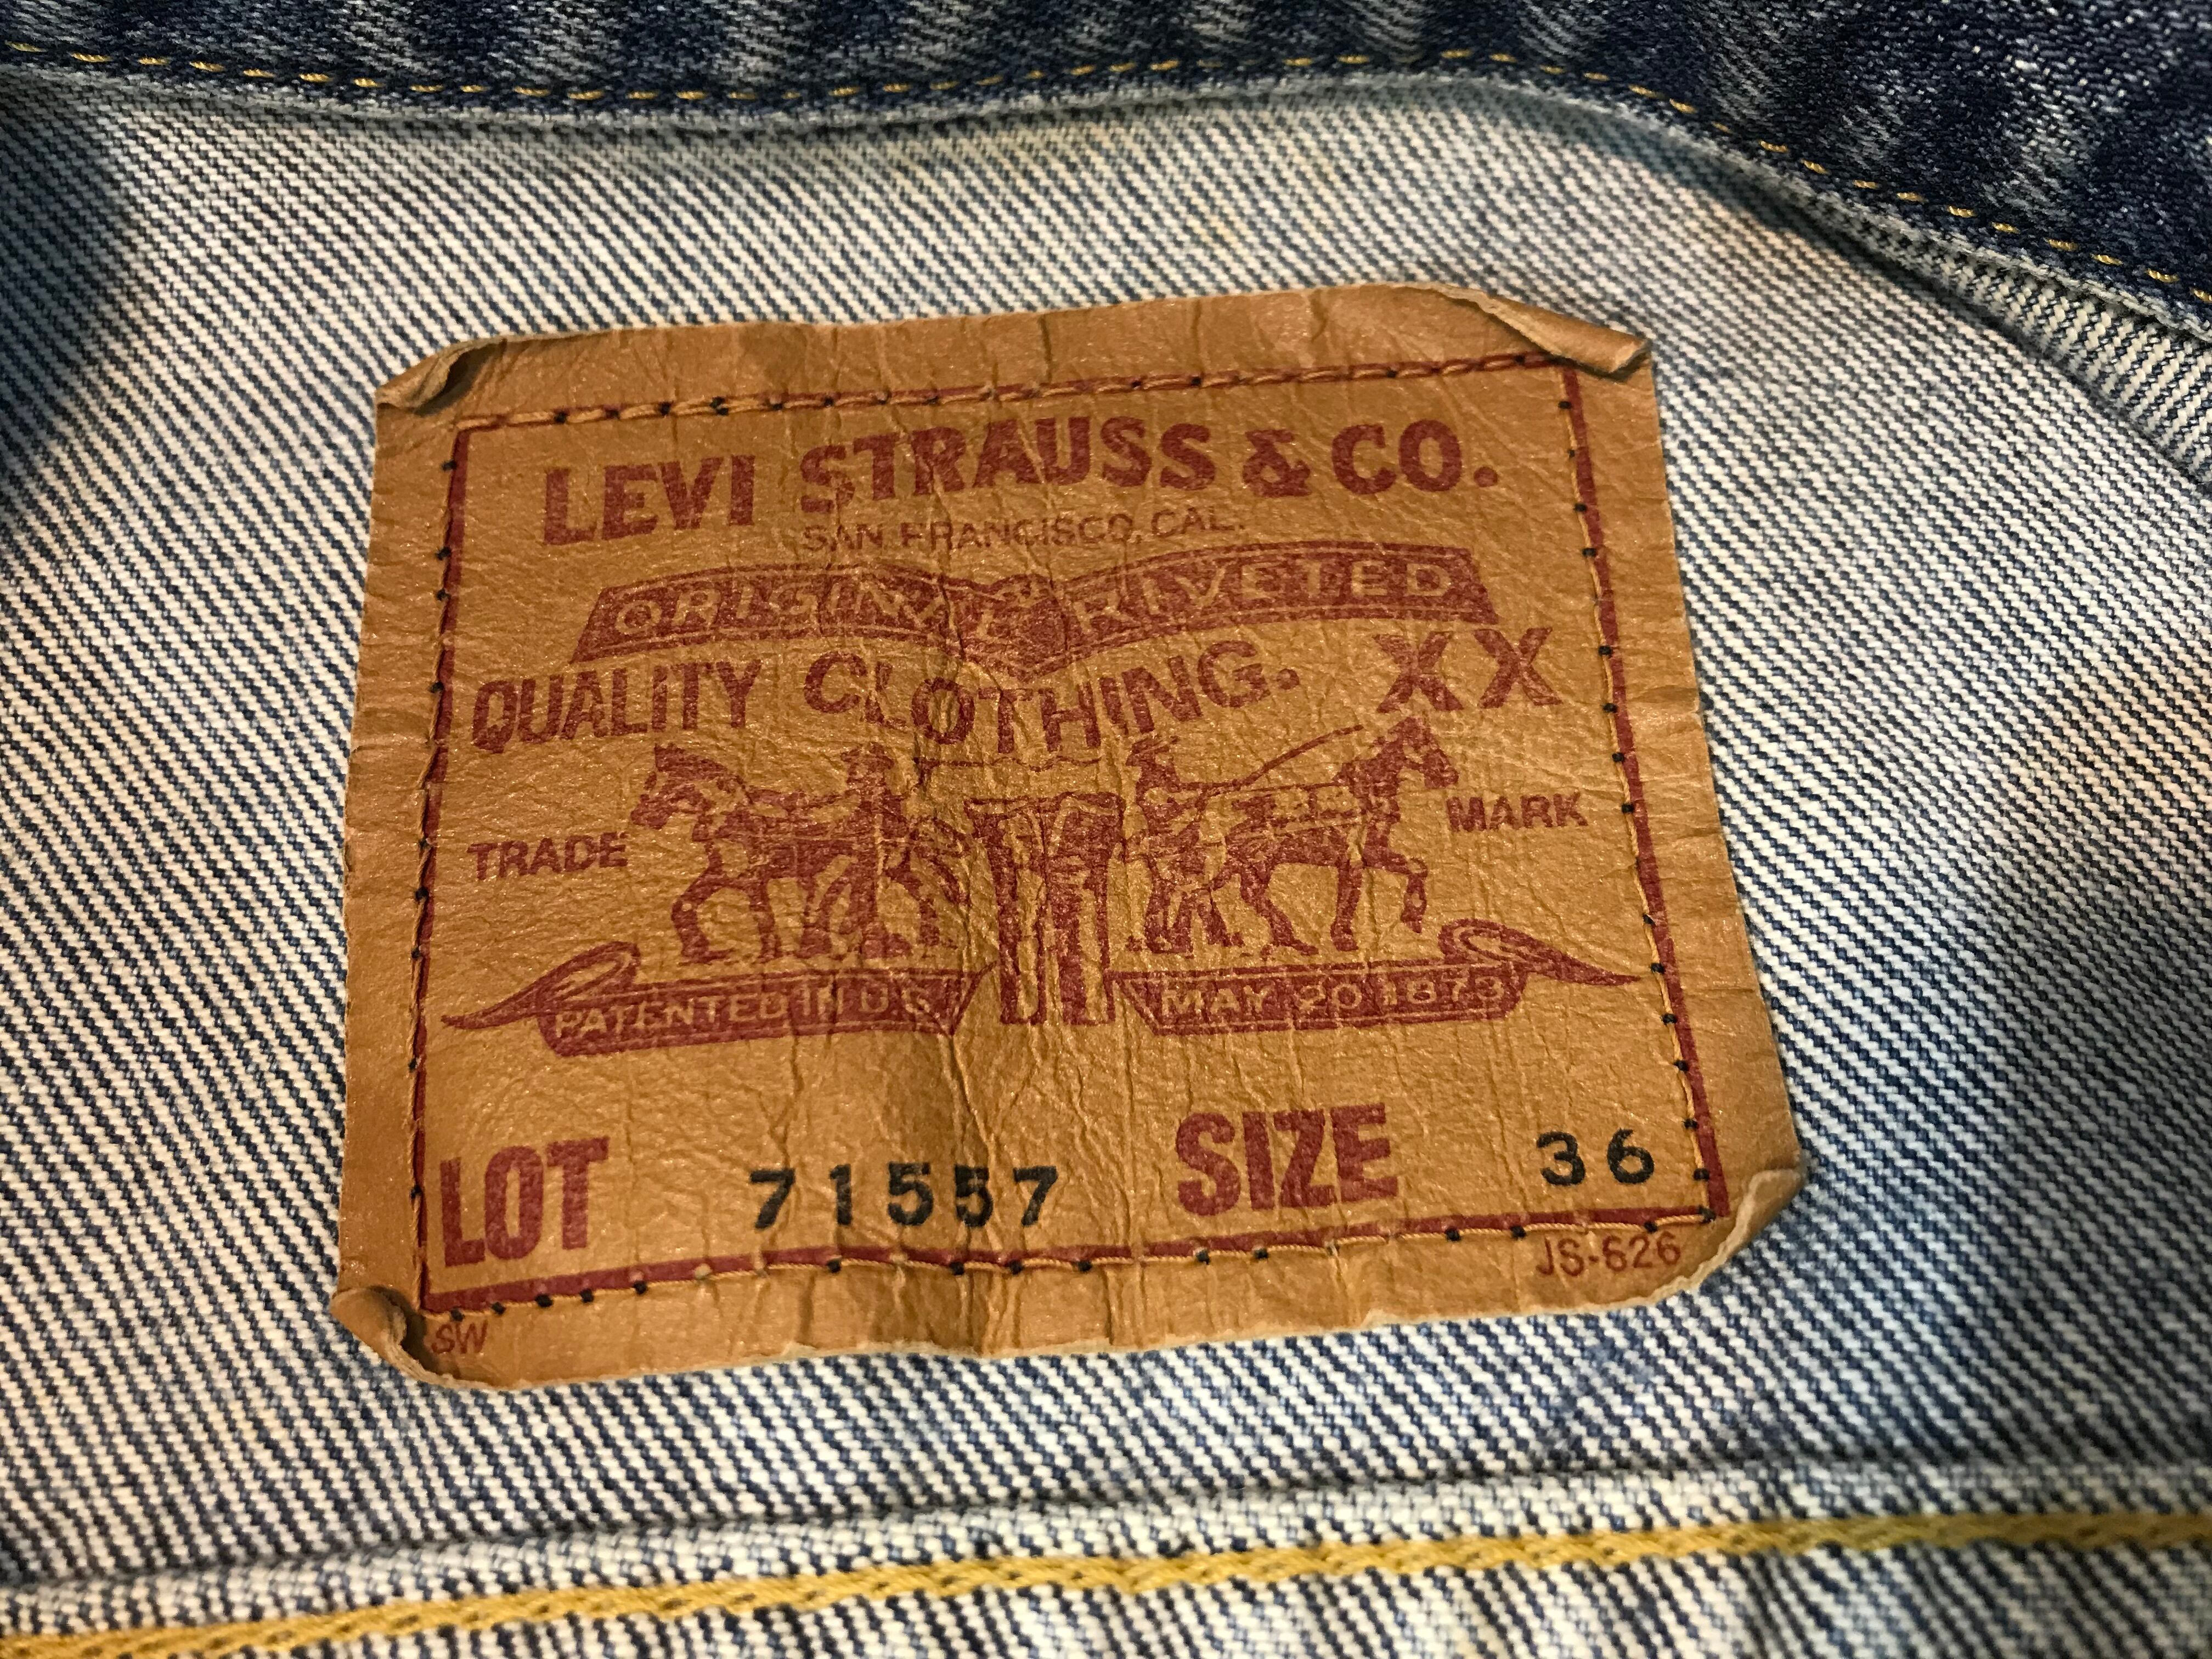 LEVI STRAUSS & CO.
SAN FRANCISCO, CAL.
ORIGINAL RIVETED
QUALITY CLOTHING. XX
TRADE MARK
PATENTED IN U.S. MAY 20 1873
LOT 71557 SIZE 36
SW JS-626